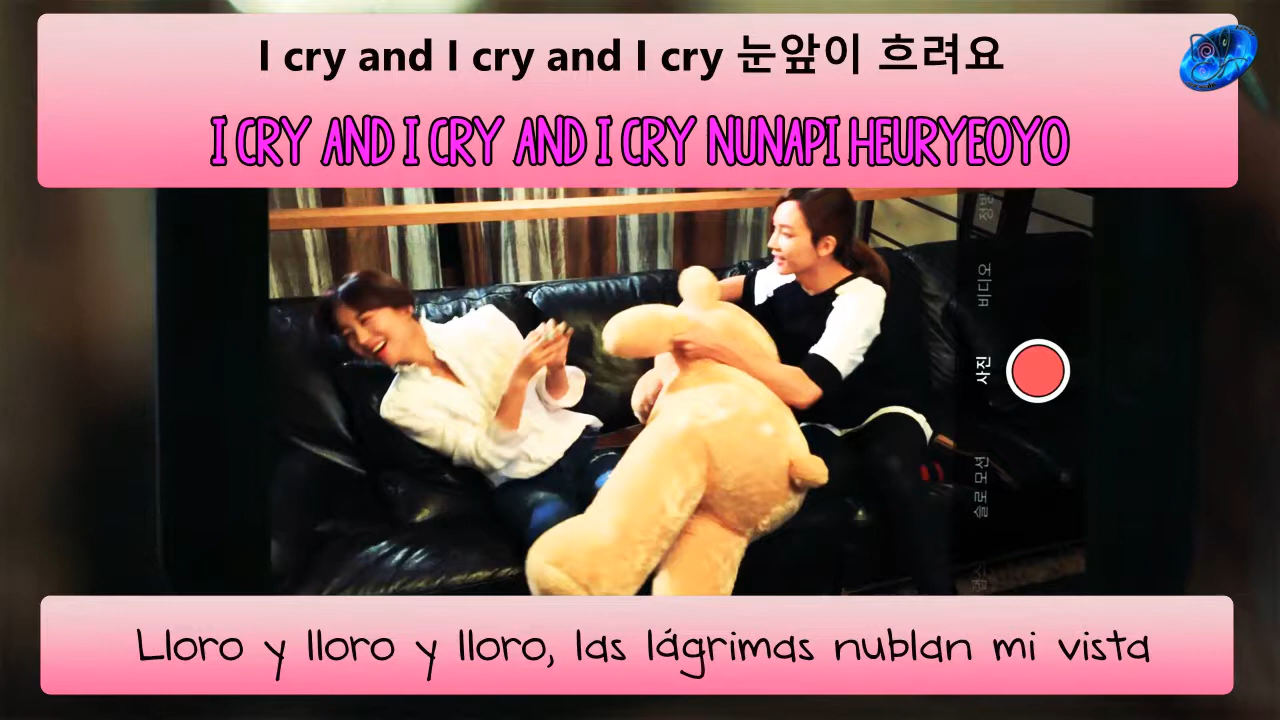 I cry and I cry and I cry 눈앞이 흐려요
I CRY AND I CRY AND I CRY NUNAPI HEURYEOYO
비디오
사진
슬로 모션
Lloro y lloro y lloro, las lágrimas nublan mi vista